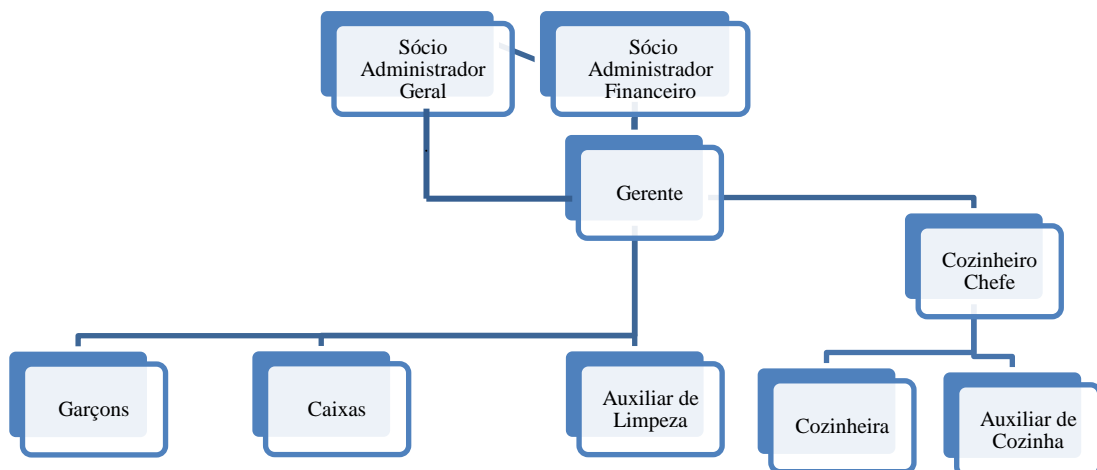 Sócio
Administrador
Geral
Sócio
Administrador
Financeiro
Gerente
Cozinheiro
Chefe
Garçons
Caixas
Auxiliar de
Limpeza
Cozinheira
Auxiliar de
Cozinha